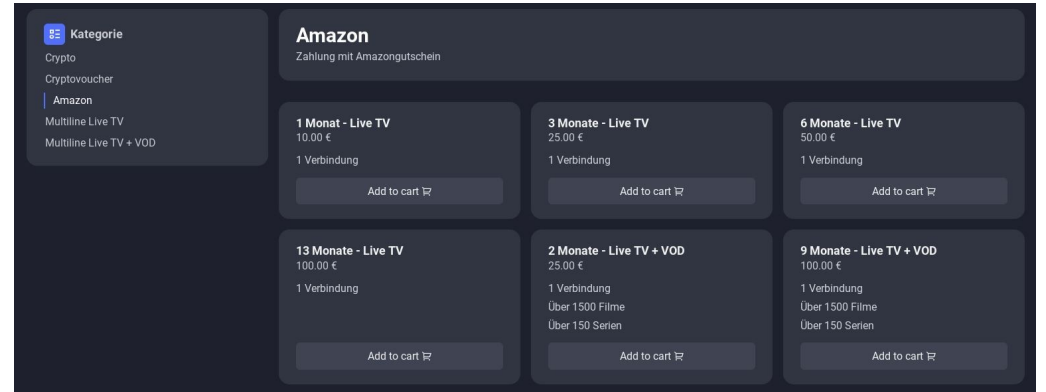 Kategorie
Crypto
Cryptovoucher
Amazon
Multiline Live TV
Multiline Live TV + VOD
Amazon
Zahlung mit Amazongutschein
1 Monat - Live TV
10.00 €
1 Verbindung
Add to cart
3 Monate - Live TV
25.00 €
1 Verbindung
Add to cart
6 Monate - Live TV
50.00 €
1 Verbindung
Add to cart
13 Monate - Live TV
100.00 €
1 Verbindung
Add to cart
2 Monate - Live TV + VOD
25.00 €
1 Verbindung
Über 1500 Filme
Über 150 Serien
Add to cart
9 Monate - Live TV + VOD
100.00 €
1 Verbindung
Über 1500 Filme
Über 150 Serien
Add to cart